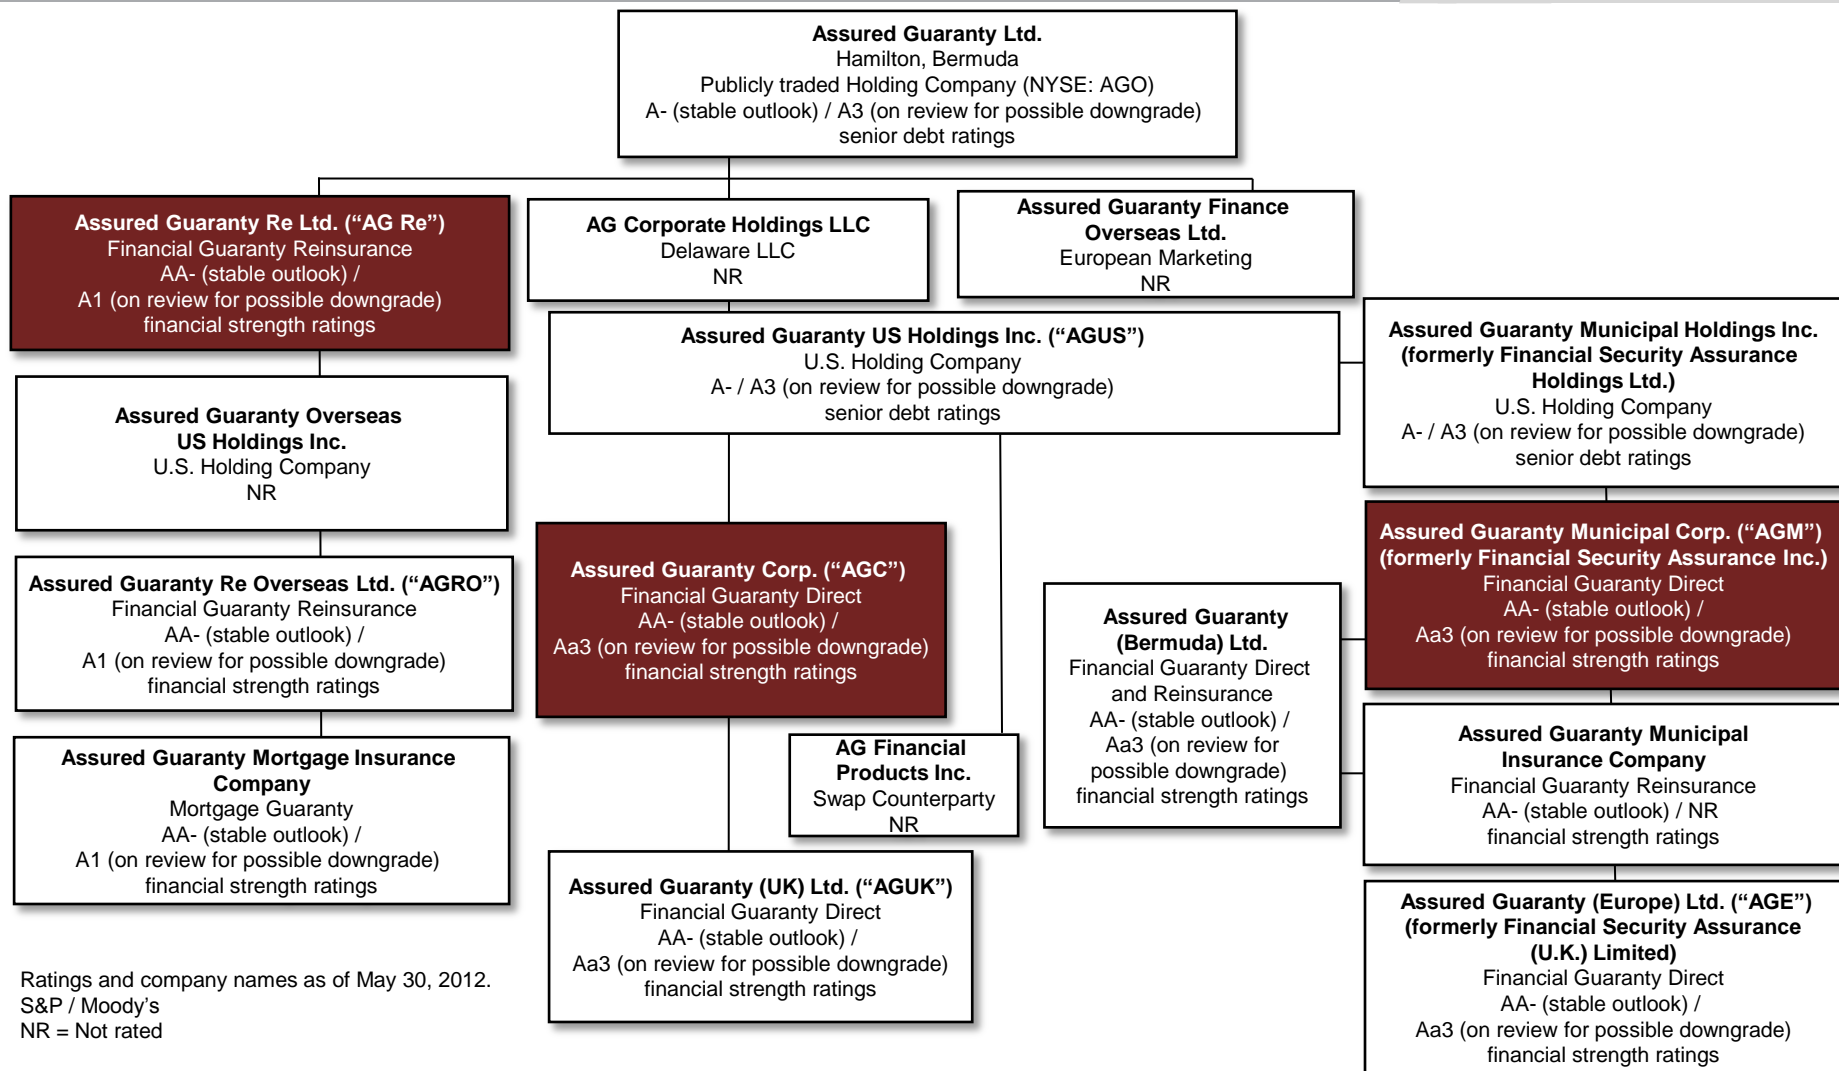 Assured Guaranty Ltd.
Hamilton, Bermuda
Publicly traded Holding Company (NYSE: AGO)
A- (stable outlook) / A3 (on review for possible downgrade)
senior debt ratings
Assured Guaranty Re Ltd. (“AG Re”)
Financial Guaranty Reinsurance
AA- (stable outlook) /
A1 (on review for possible downgrade)
financial strength ratings
AG Corporate Holdings LLC
Delaware LLC
NR
Assured Guaranty Finance
Overseas Ltd.
European Marketing
NR
Assured Guaranty US Holdings Inc. (“AGUS”)
U.S. Holding Company
A- / A3 (on review for possible downgrade)
senior debt ratings
Assured Guaranty Municipal Holdings Inc.
(formerly Financial Security Assurance
Holdings Ltd.)
U.S. Holding Company
A- / A3 (on review for possible downgrade)
senior debt ratings
Assured Guaranty Overseas
US Holdings Inc.
U.S. Holding Company
NR
Assured Guaranty Re Overseas Ltd. (“AGRO”)
Financial Guaranty Reinsurance
AA- (stable outlook) /
A1 (on review for possible downgrade)
financial strength ratings
Assured Guaranty Corp. (“AGC”)
Financial Guaranty Direct
AA- (stable outlook) /
Aa3 (on review for possible downgrade)
financial strength ratings
Assured Guaranty
(Bermuda) Ltd.
Financial Guaranty Direct
and Reinsurance
AA- (stable outlook) /
Aa3 (on review for
possible downgrade)
financial strength ratings
Assured Guaranty Municipal Corp. (“AGM”)
(formerly Financial Security Assurance Inc.)
Financial Guaranty Direct
AA- (stable outlook) /
Aa3 (on review for possible downgrade)
financial strength ratings
Assured Guaranty Mortgage Insurance
Company
Mortgage Guaranty
AA- (stable outlook) /
A1 (on review for possible downgrade)
financial strength ratings
AG Financial
Products Inc.
Swap Counterparty
NR
Assured Guaranty Municipal
Insurance Company
Financial Guaranty Reinsurance
AA- (stable outlook) / NR
financial strength ratings
Assured Guaranty (UK) Ltd. (“AGUK”)
Financial Guaranty Direct
AA- (stable outlook) /
Aa3 (on review for possible downgrade)
financial strength ratings
Assured Guaranty (Europe) Ltd. (“AGE”)
(formerly Financial Security Assurance
(U.K.) Limited)
Financial Guaranty Direct
AA- (stable outlook) /
Aa3 (on review for possible downgrade)
financial strength ratings
Ratings and company names as of May 30, 2012.
S&P / Moody’s
NR = Not rated